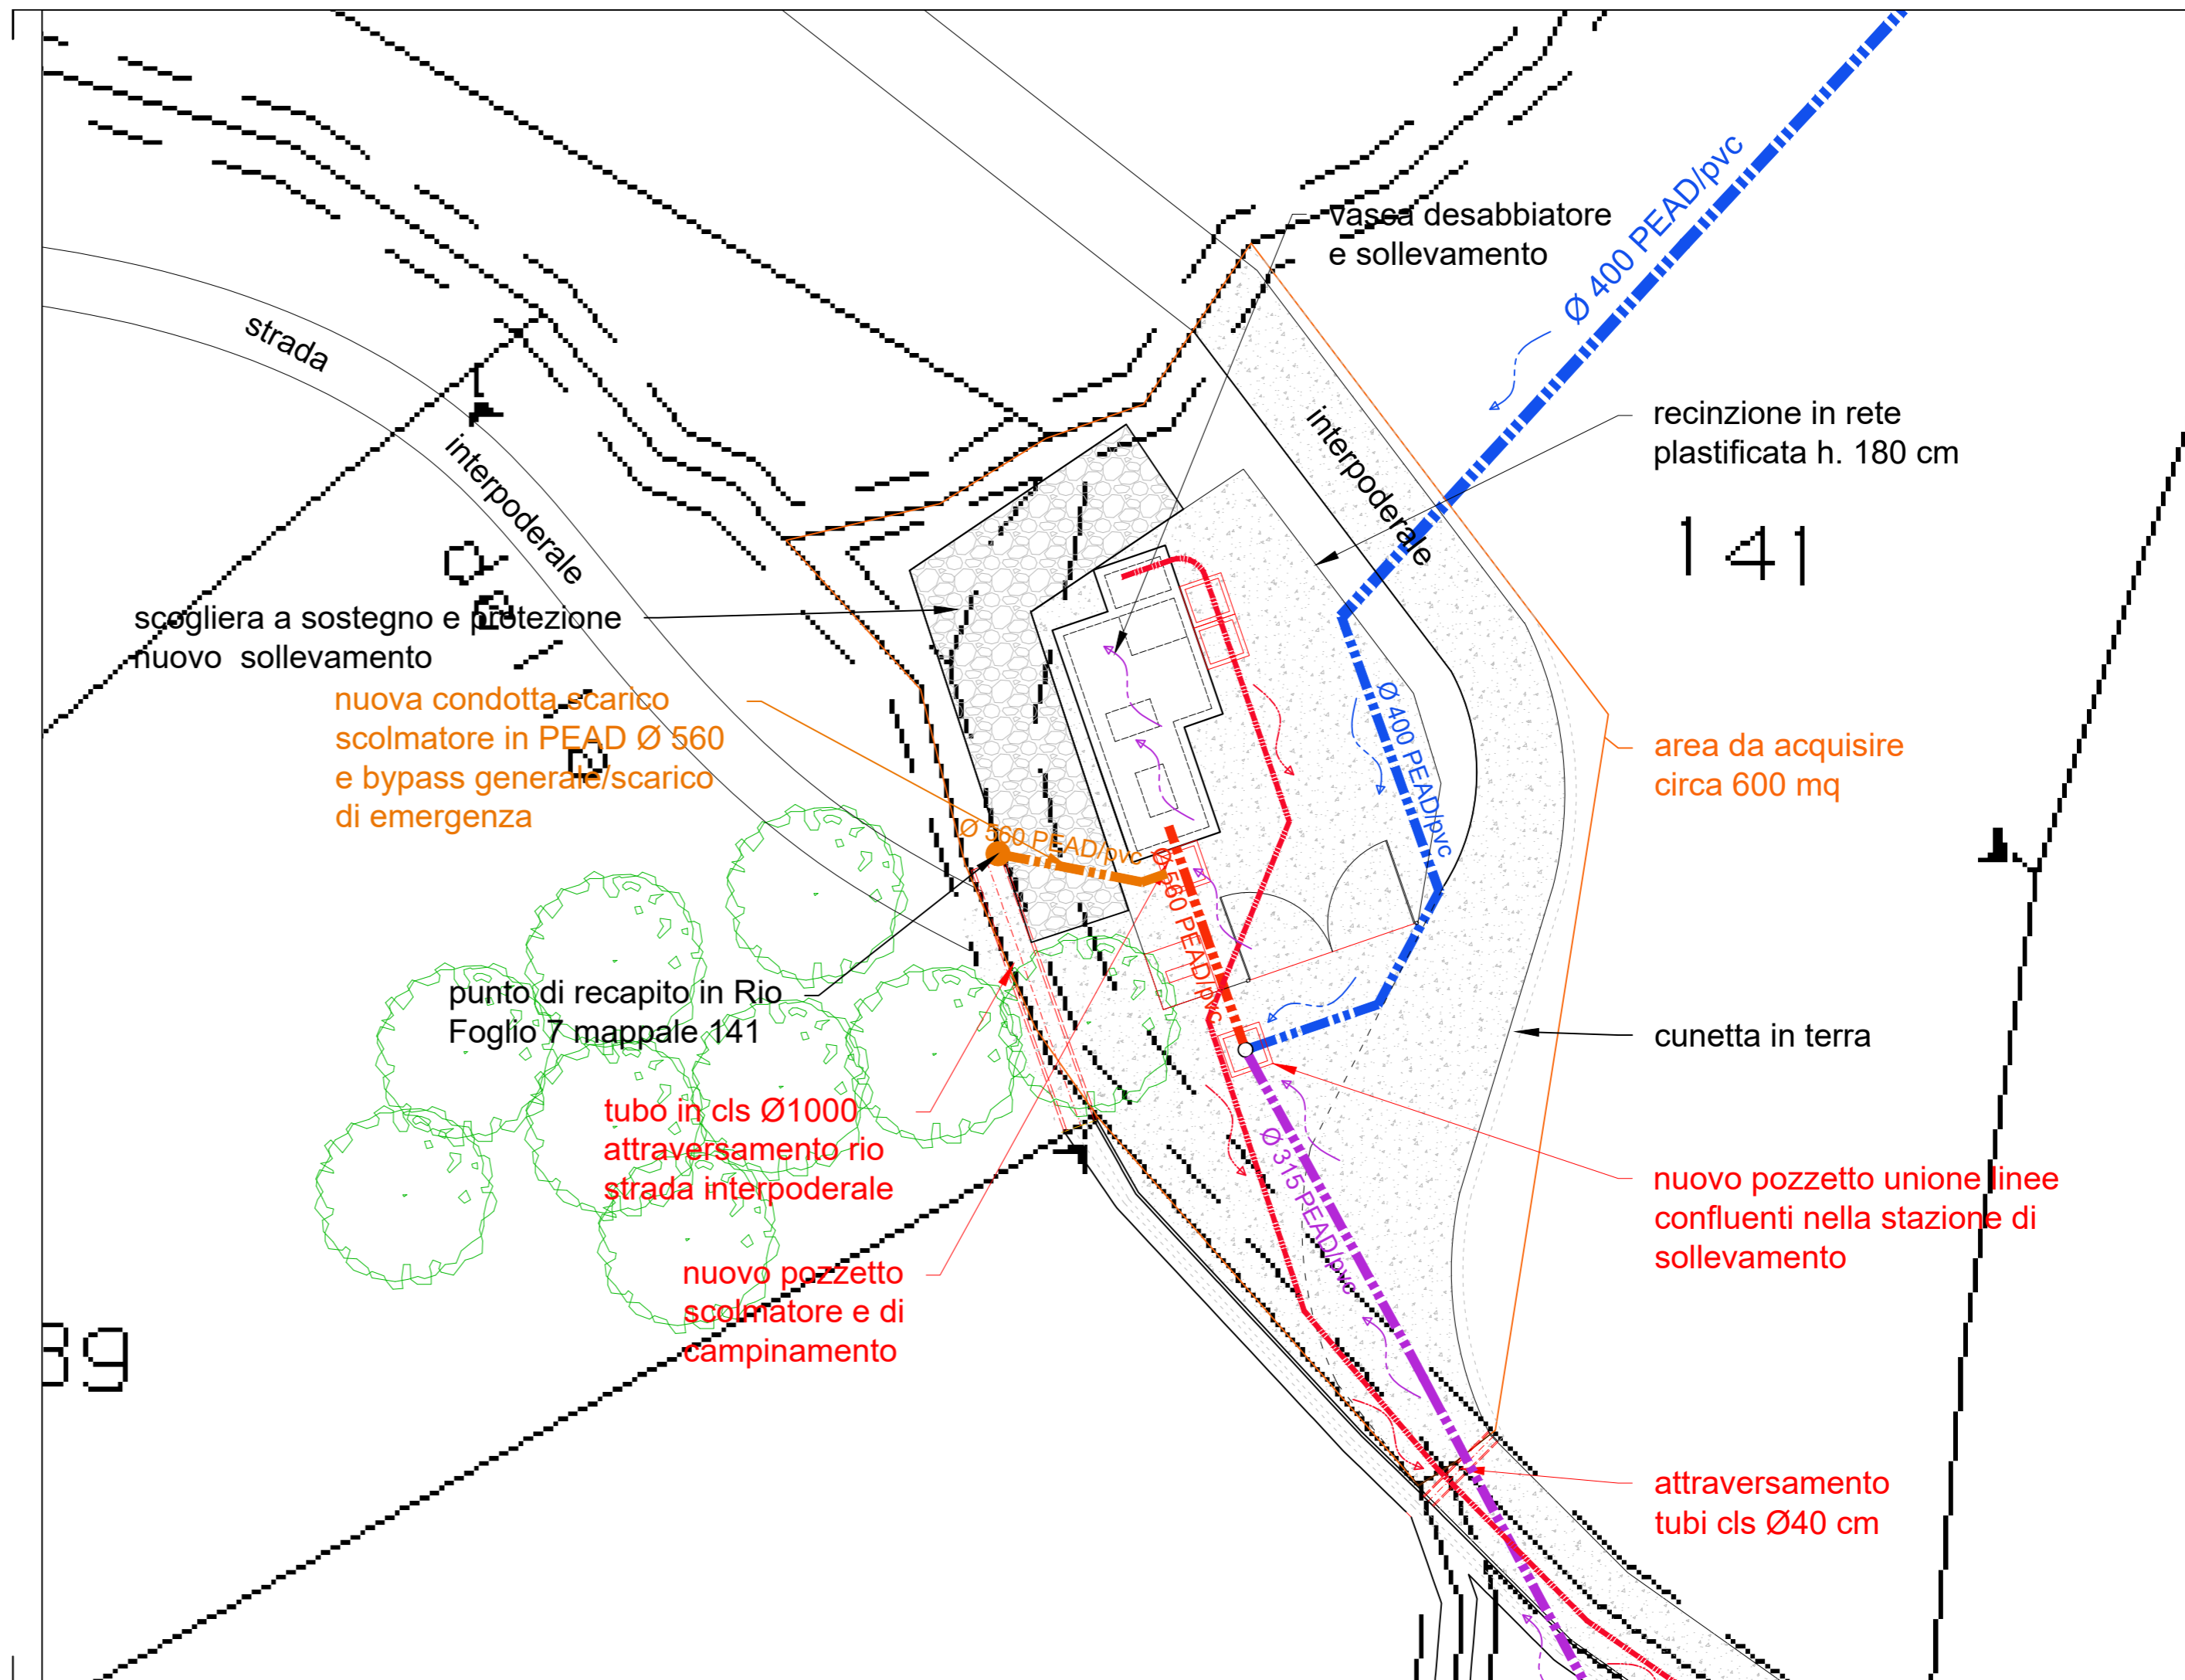 Ø 400 PEAD/pvc
vasca desabbiatore
e sollevamento
strada
interpoderale
interpoderale
recinzione in rete
plastificata h. 180 cm
141
scogliera a sostegno e protezione
nuovo sollevamento
nuova condotta scarico
scolmatore in PEAD Ø 560
e bypass generale/scarico
di emergenza
Ø 400 PEAD/pvc
area da acquisire
circa 600 mq
Ø 560 PEAD/pvc
Ø 560 PEAD/pvc
punto di recapito in Rio
Foglio 7 mappale 141
cunetta in terra
tubo in cls Ø1000
attraversamento rio
strada interpoderale
Ø 315 PEAD/pvc
nuovo pozzetto unione linee
confluenti nella stazione di
sollevamento
nuovo pozzetto
scolmatore e di
campinamento
39
attraversamento
tubi cls Ø40 cm